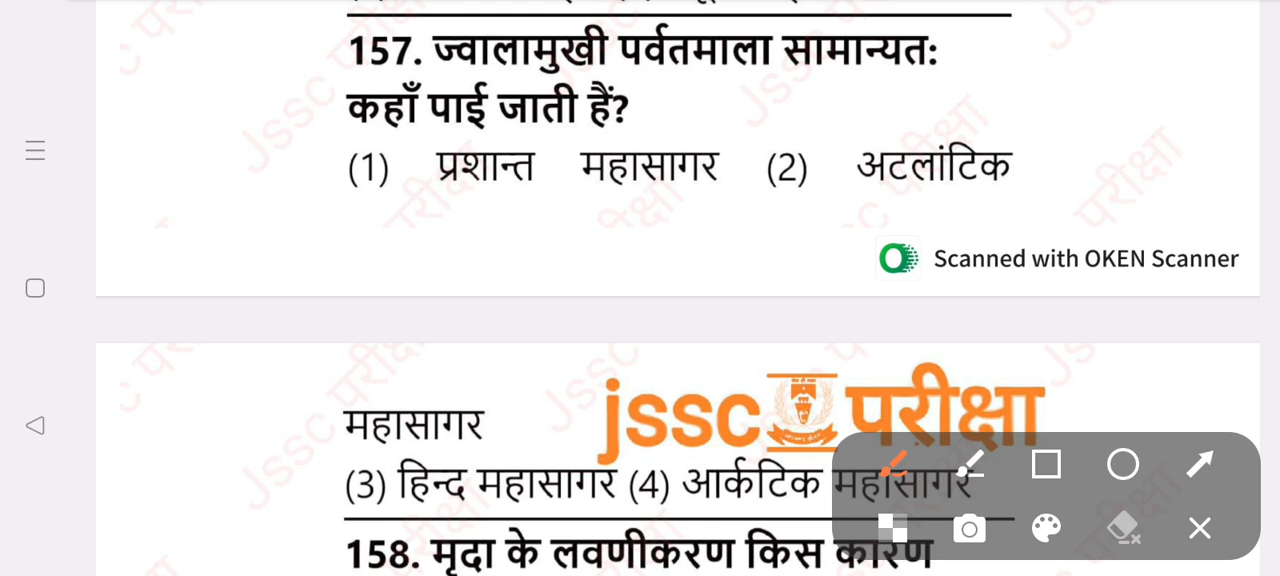 157. ज्वालामुखी पर्वतमाला सामान्यत:
कहाँ पाई जाती हैं?
(1) प्रशान्त महासागर (2) अटलांटिक
Scanned with OKEN Scanner
jssc परीक्षा
महासागर
(3) हिन्द महासागर (4) आर्कटिक महासागर
158. मृदा के लवणीकरण किस कारण